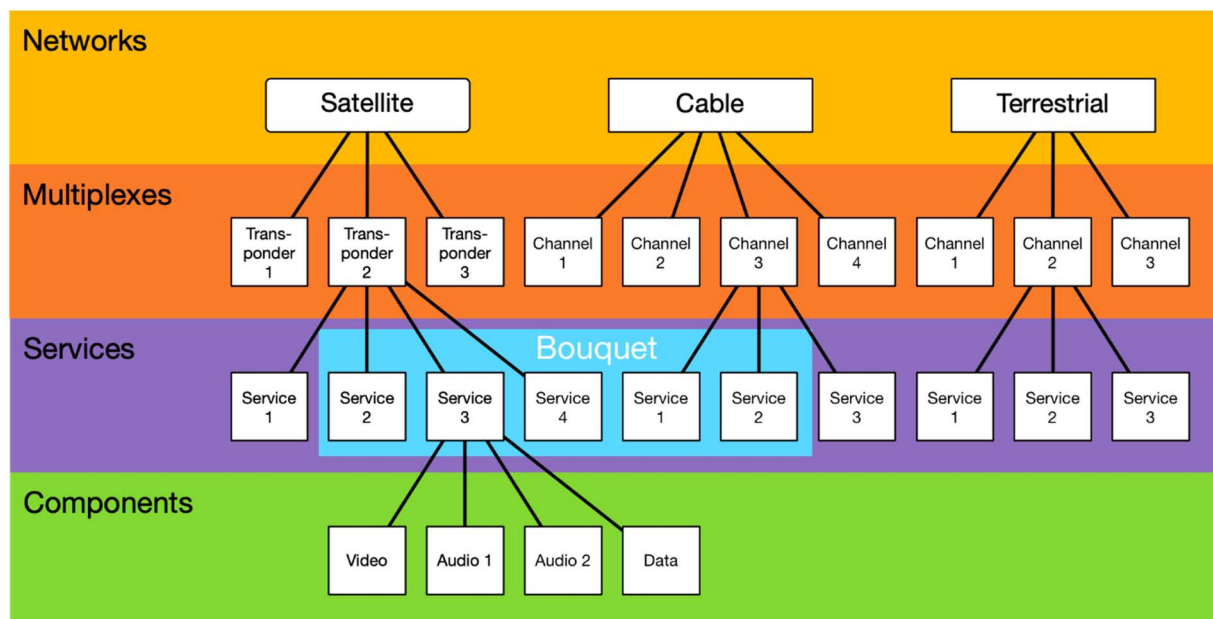 Networks
Satellite
Cable
Terrestrial
Multiplexes
Trans-
ponder
1
Trans-
ponder
2
Trans-
ponder
3
Channel
1
Channel
2
Channel
3
Channel
4
Channel
1
Channel
2
Channel
3
Services
Bouquet
Service
1
Service
2
Service
3
Service
4
Service
1
Service
2
Service
3
Service
1
Service
2
Service
3
Components
Video
Audio 1
Audio 2
Data